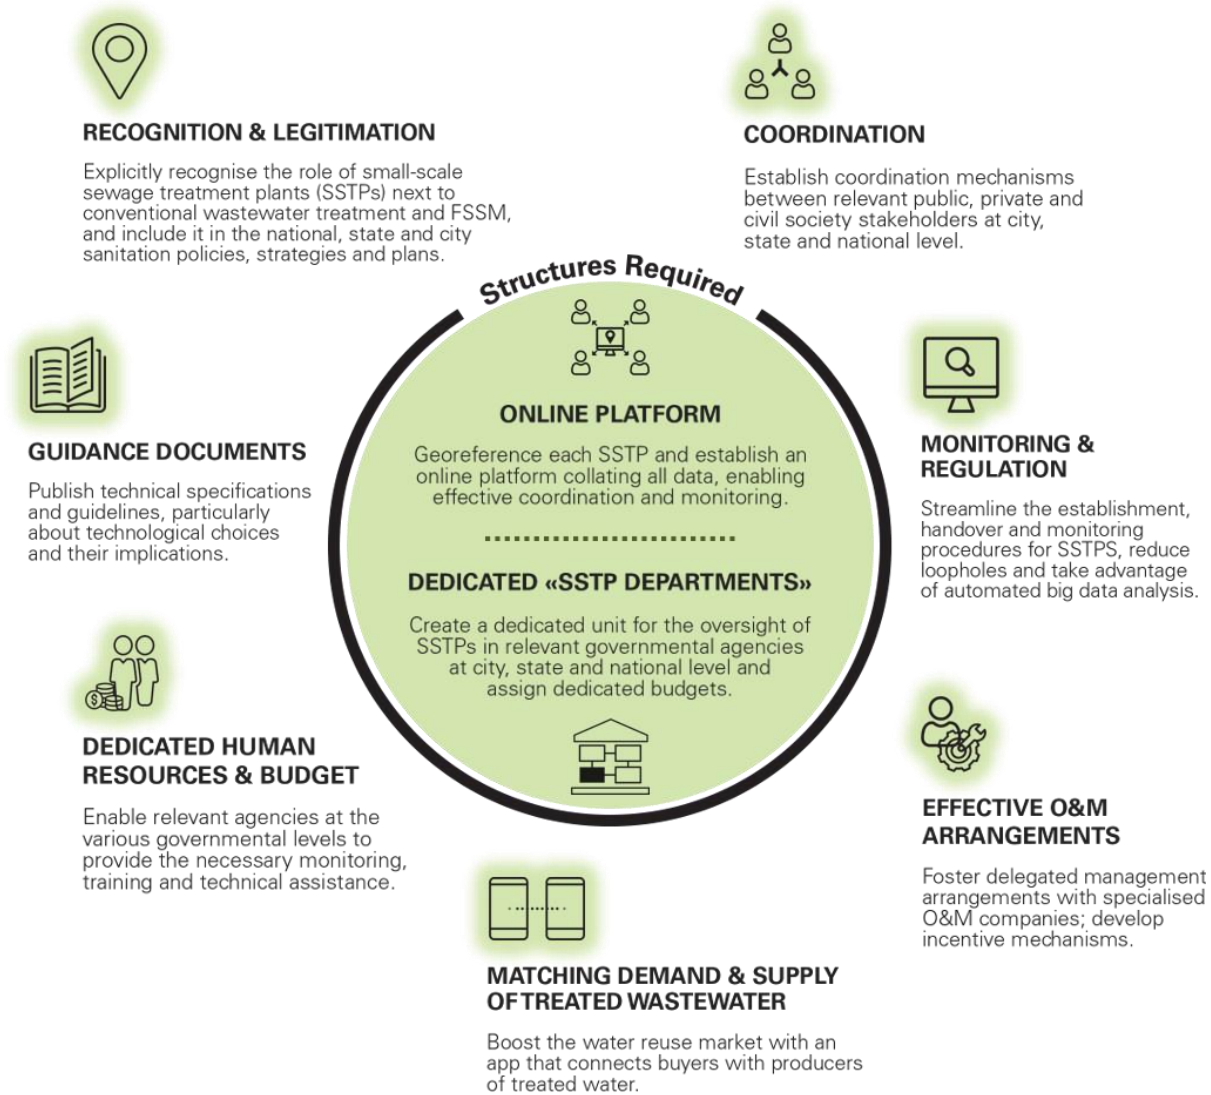 RECOGNITION & LEGITIMATION
Explicitly recognise the role of small-scale
sewage treatment plants (SSTPs) next to
conventional wastewater treatment and FSSM,
and include it in the national, state and city
sanitation policies, strategies and plans.
COORDINATION
Establish coordination mechanisms
between relevant public, private and
civil society stakeholders at city,
state and national level.
Structures Required
ONLINE PLATFORM
Georeference each SSTP and establish an
online platform collating all data, enabling
effective coordination and monitoring.
DEDICATED «SSTP DEPARTMENTS»
Create a dedicated unit for the oversight of
SSTPs in relevant governmental agencies
at city, state and national level and
assign dedicated budgets.
GUIDANCE DOCUMENTS
Publish technical specifications
and guidelines, particularly
about technological choices
and their implications.
MONITORING &
REGULATION
Streamline the establishment,
handover and monitoring
procedures for SSTPS, reduce
loopholes and take advantage
of automated big data analysis.
$
DEDICATED HUMAN
RESOURCES & BUDGET
Enable relevant agencies at the
various governmental levels to
provide the necessary monitoring,
training and technical assistance.
EFFECTIVE O&M
ARRANGEMENTS
Foster delegated management
arrangements with specialised
O&M companies; develop
incentive mechanisms.
MATCHING DEMAND & SUPPLY
OF TREATED WASTEWATER
Boost the water reuse market with an
app that connects buyers with producers
of treated water.